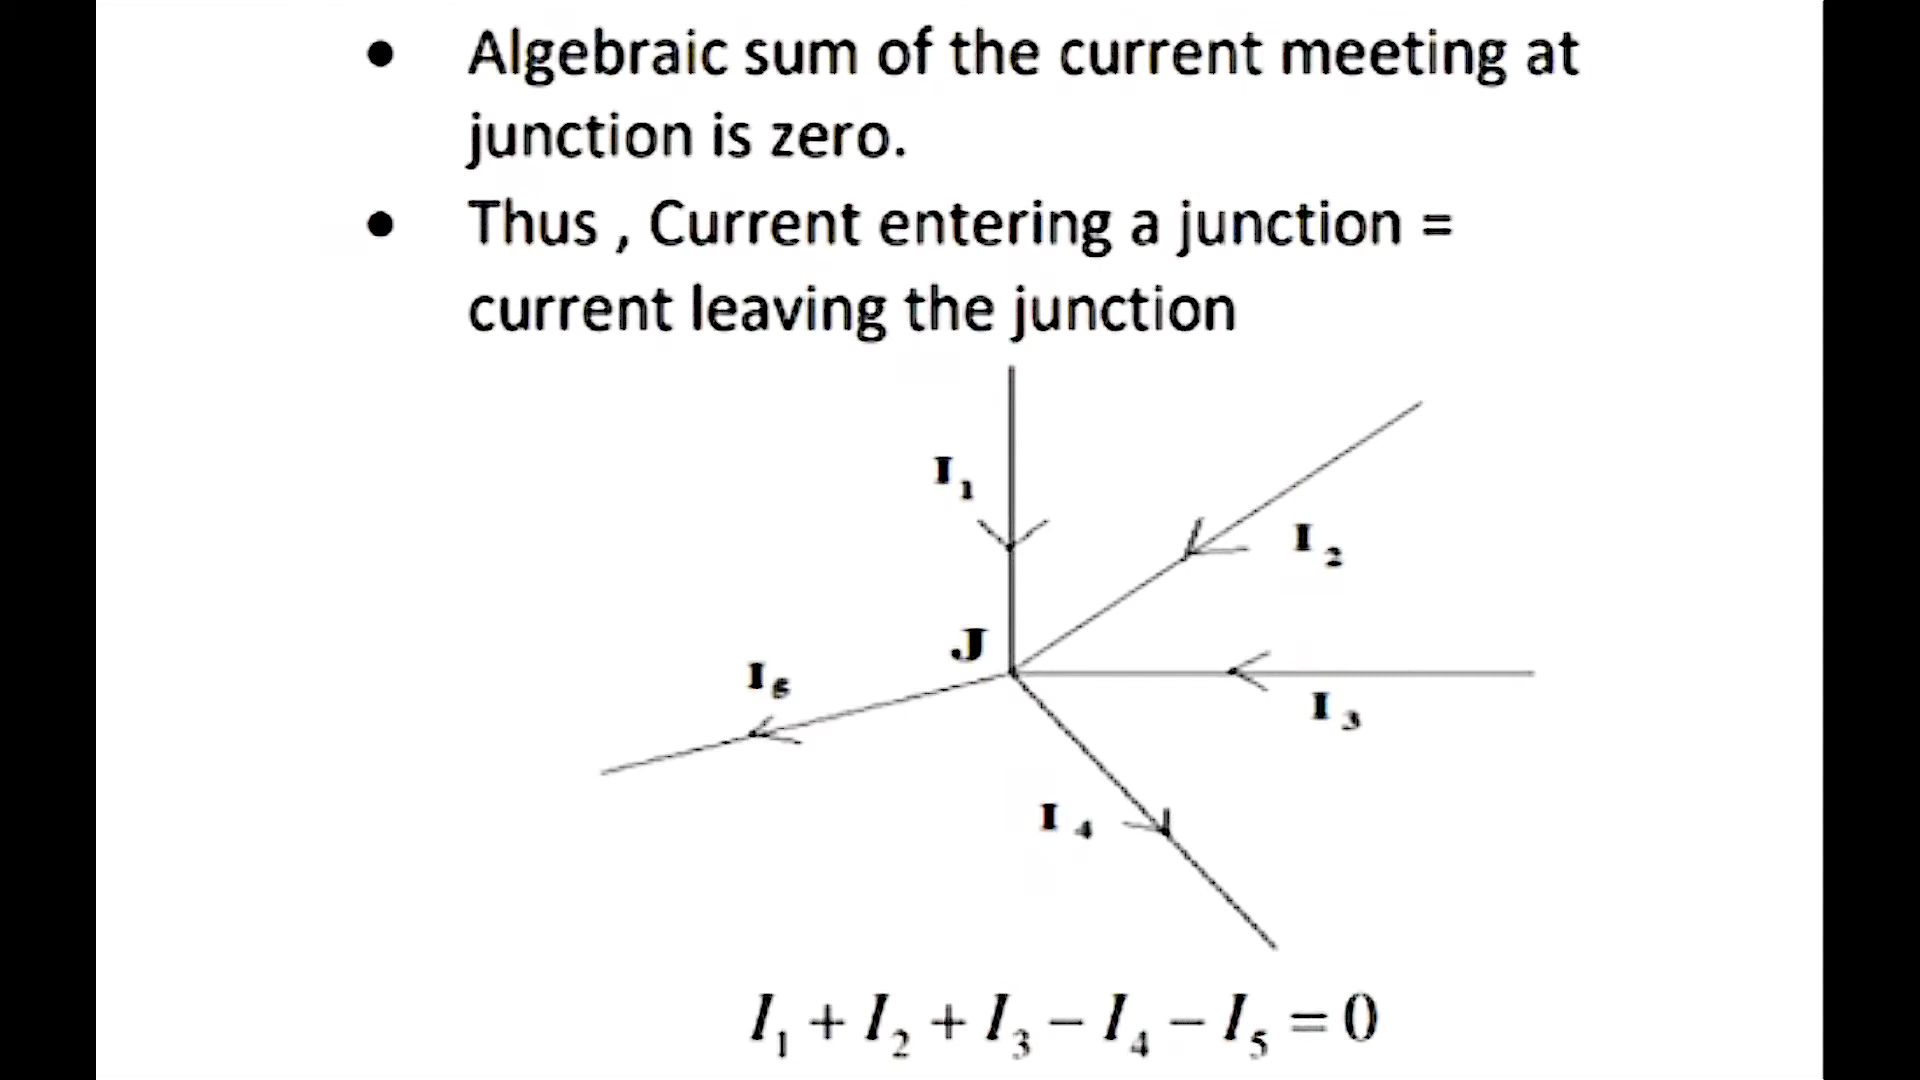 • Algebraic sum of the current meeting at
junction is zero.
• Thus , Current entering a junction =
current leaving the junction
I₁
I₂
J
I₅
I₃
I₄
I₁ + I₂ + I₃ − I₄ − I₅ = 0